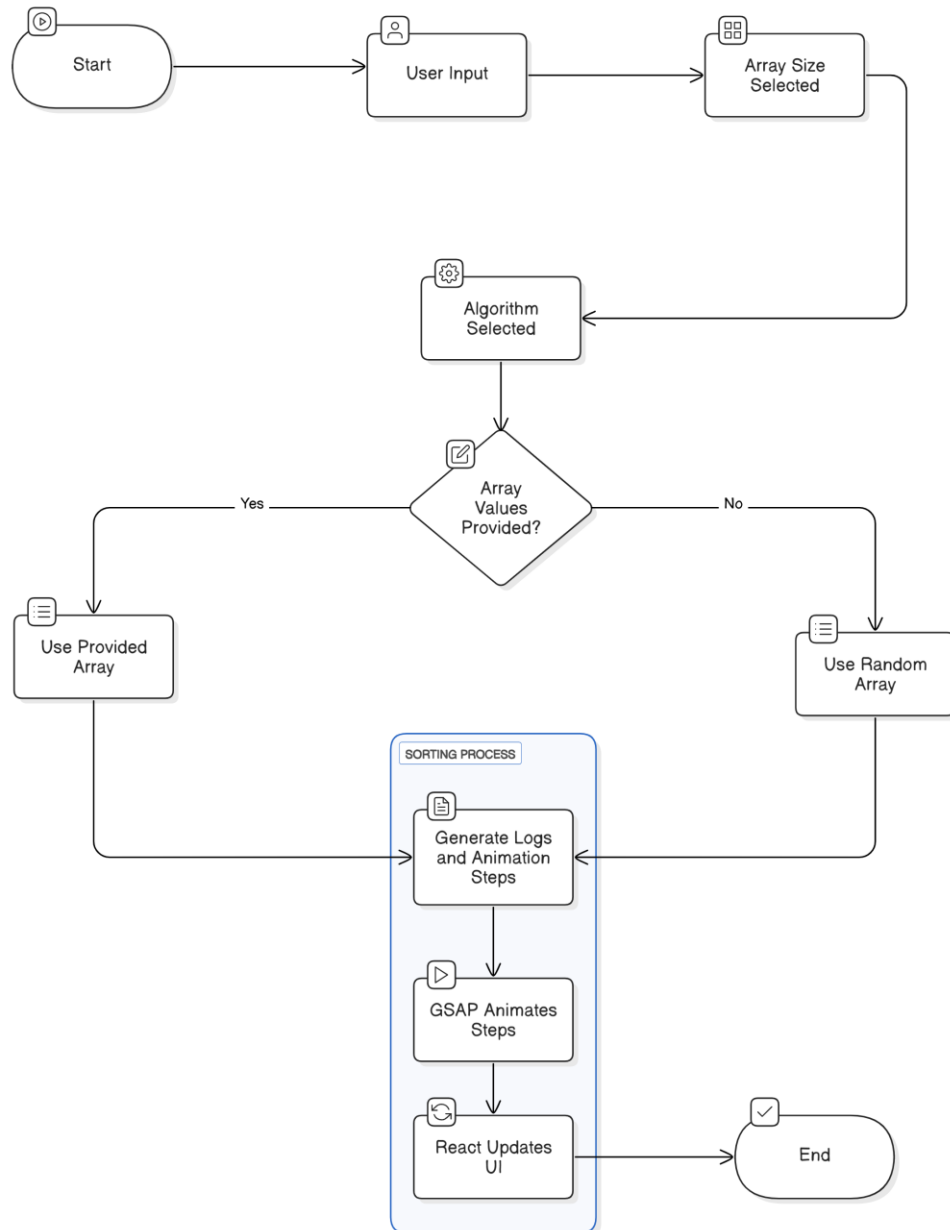 Start
User Input
Array Size
Selected
Algorithm
Selected
Array
Values
Provided?
Yes
No
Use Provided
Array
Use Random
Array
SORTING PROCESS
Generate Logs
and Animation
Steps
GSAP Animates
Steps
React Updates
UI
End